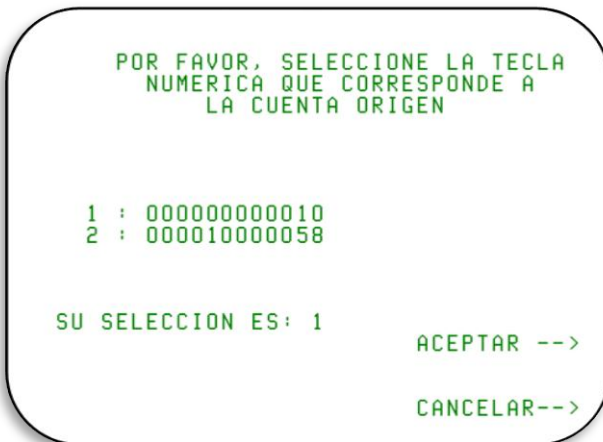 POR FAVOR, SELECCIONE LA TECLA
NUMERICA QUE CORRESPONDE A
LA CUENTA ORIGEN
1 : 000000000010
2 : 000010000058
SU SELECCION ES: 1
ACEPTAR -->
CANCELAR-->